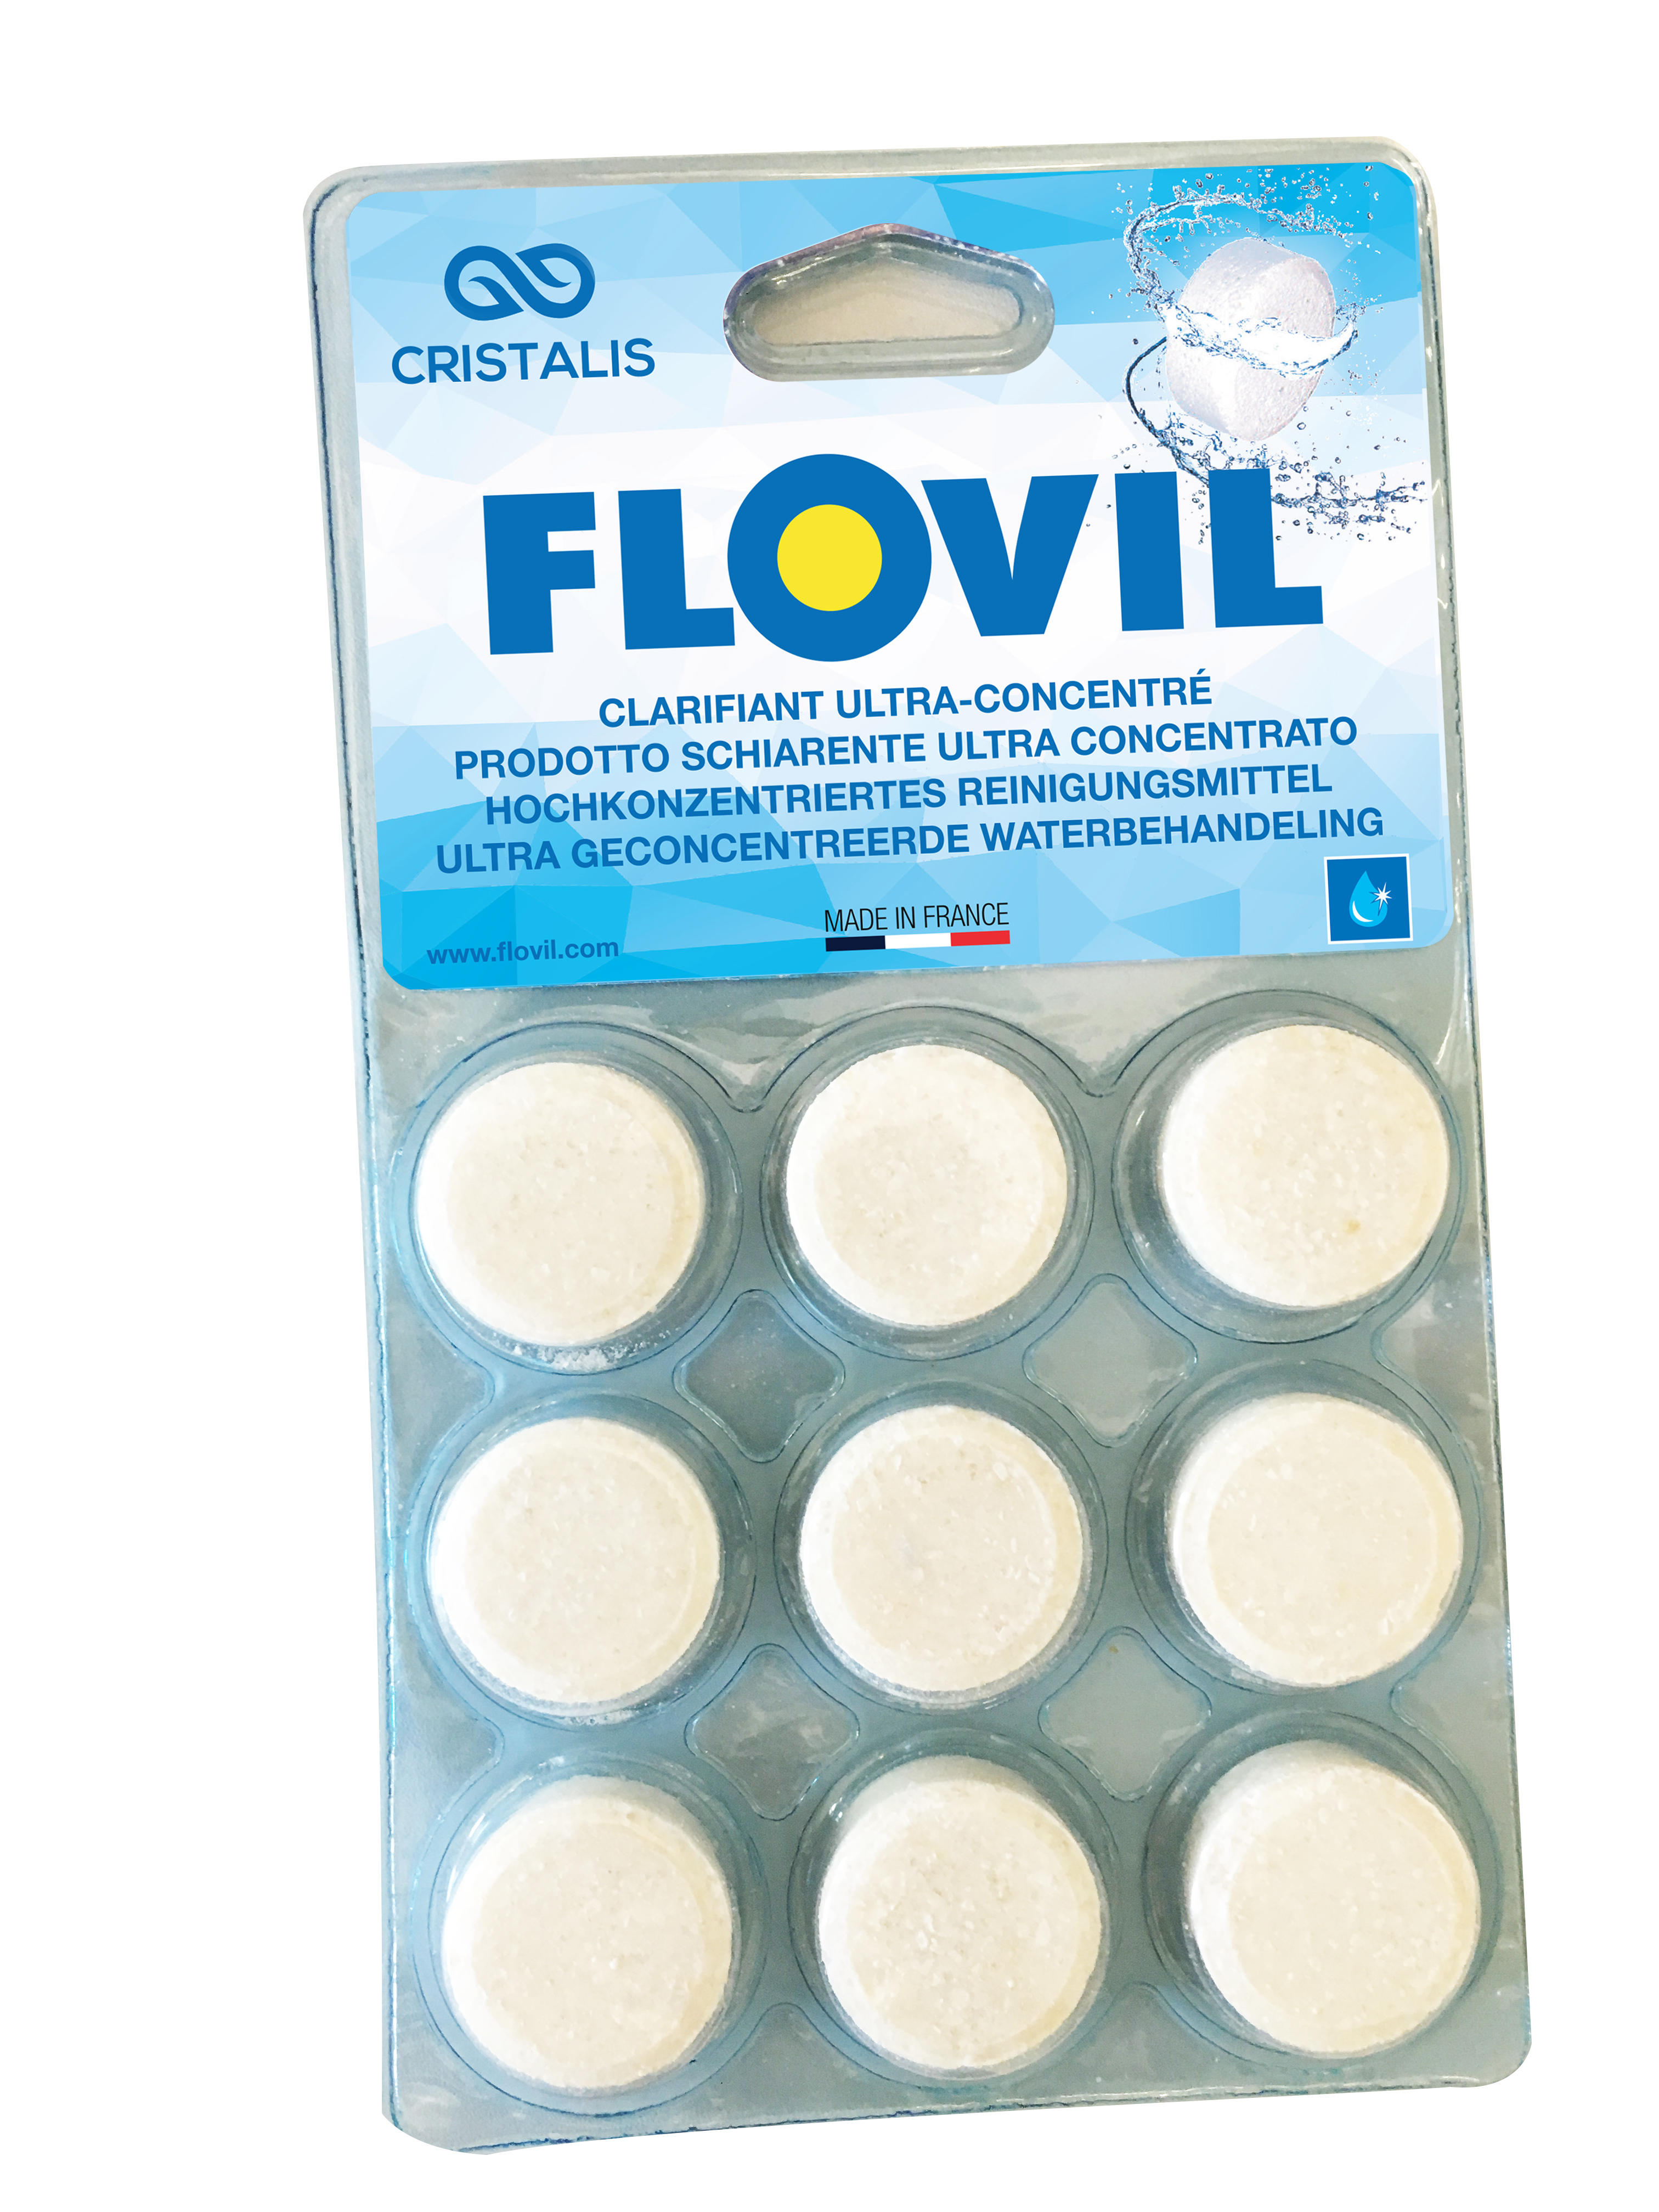 CRISTALIS
FLOVIL
CLARIFIANT ULTRA-CONCENTRÉ
PRODOTTO SCHIARENTE ULTRA CONCENTRATO
HOCHKONZENTRIERTES REINIGUNGSMITTEL
ULTRA GECONCENTREERDE WATERBEHANDELING
MADE IN FRANCE
www.flovil.com